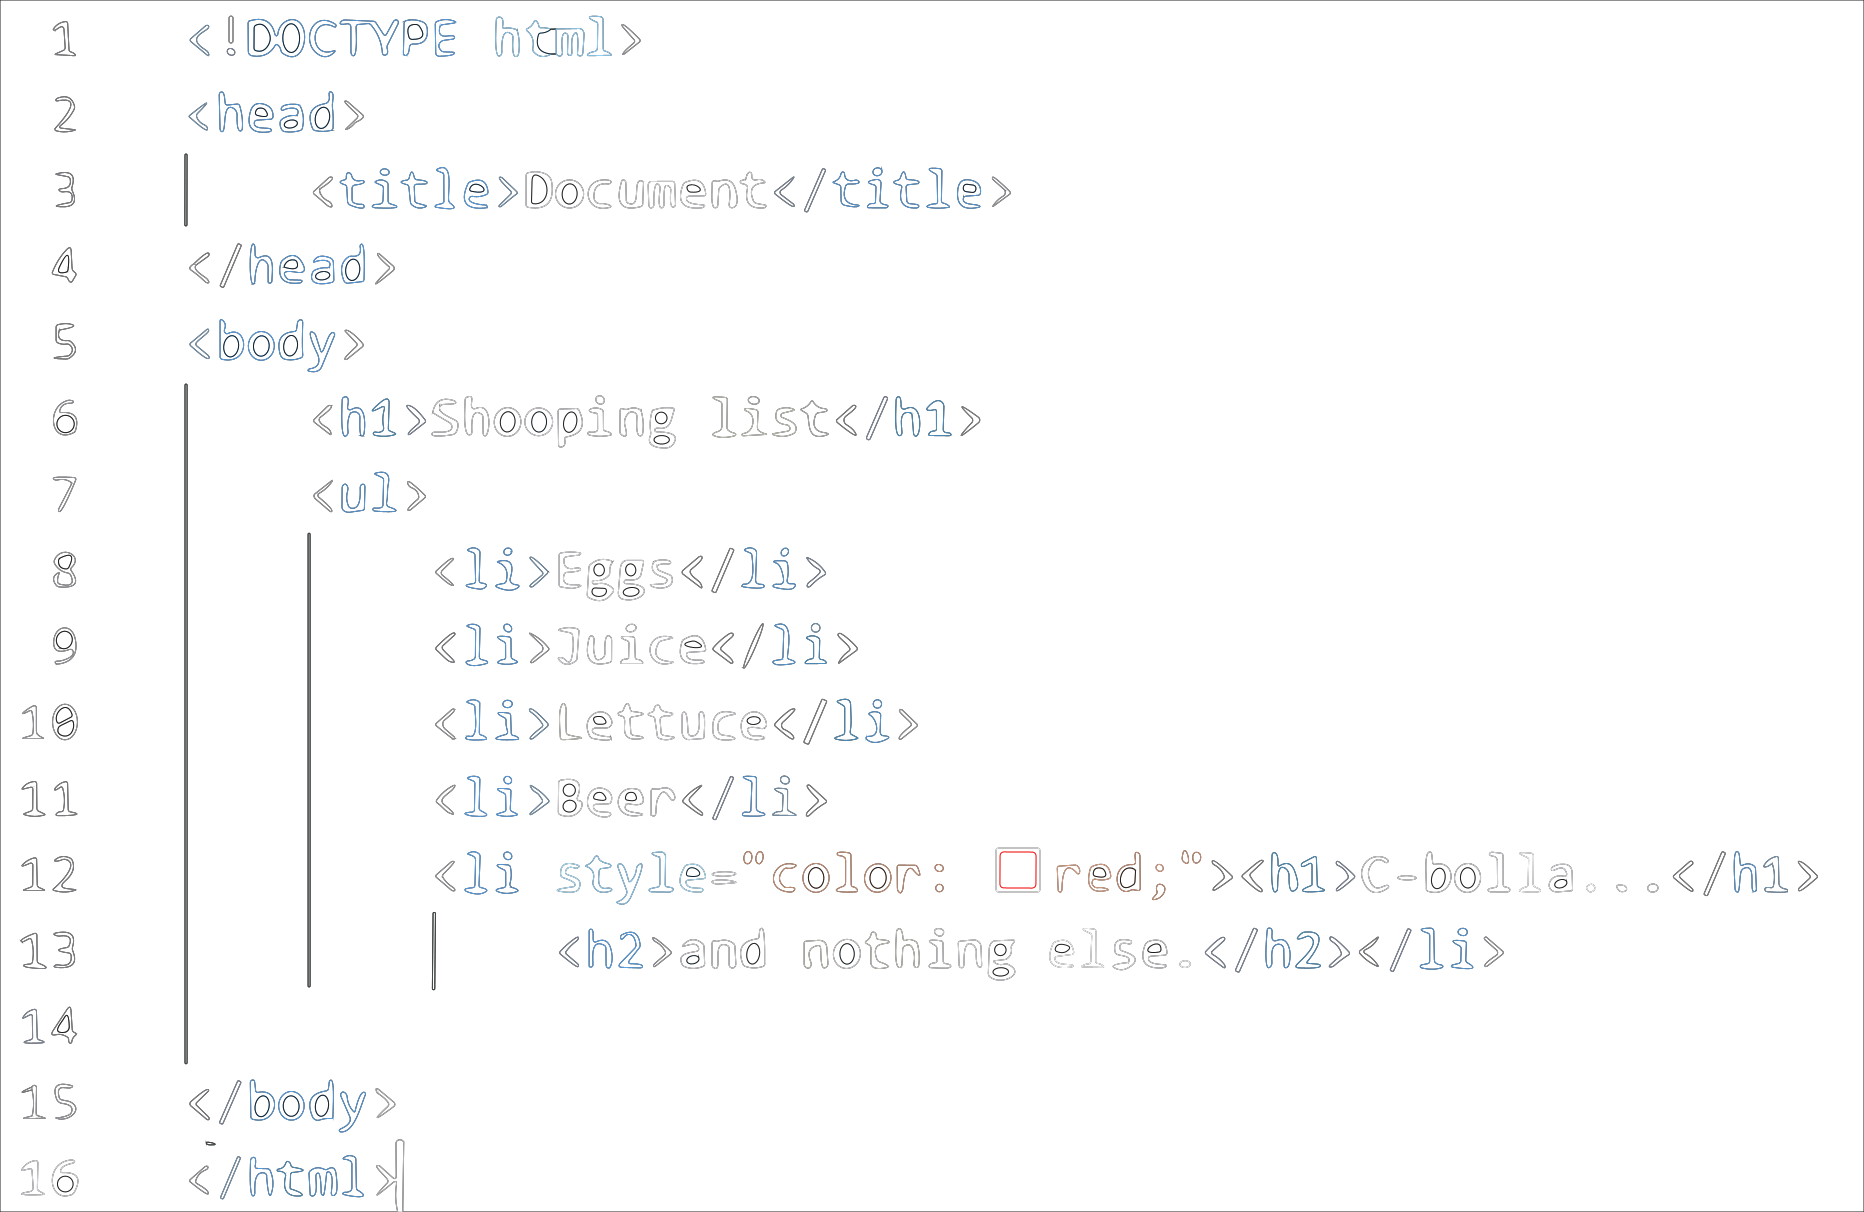 1 <!DOCTYPE html>
2 <head>
3 <title>Document</title>
4 </head>
5 <body>
6 <h1>Shooping list</h1>
7 <ul>
8 <li>Eggs</li>
9 <li>Juice</li>
10 <li>Lettuce</li>
11 <li>Beer</li>
12 <li style="color: red;"><h1>C-bolla...</h1>
13 <h2>and nothing else.</h2></li>
14
15 </body>
16 </html>